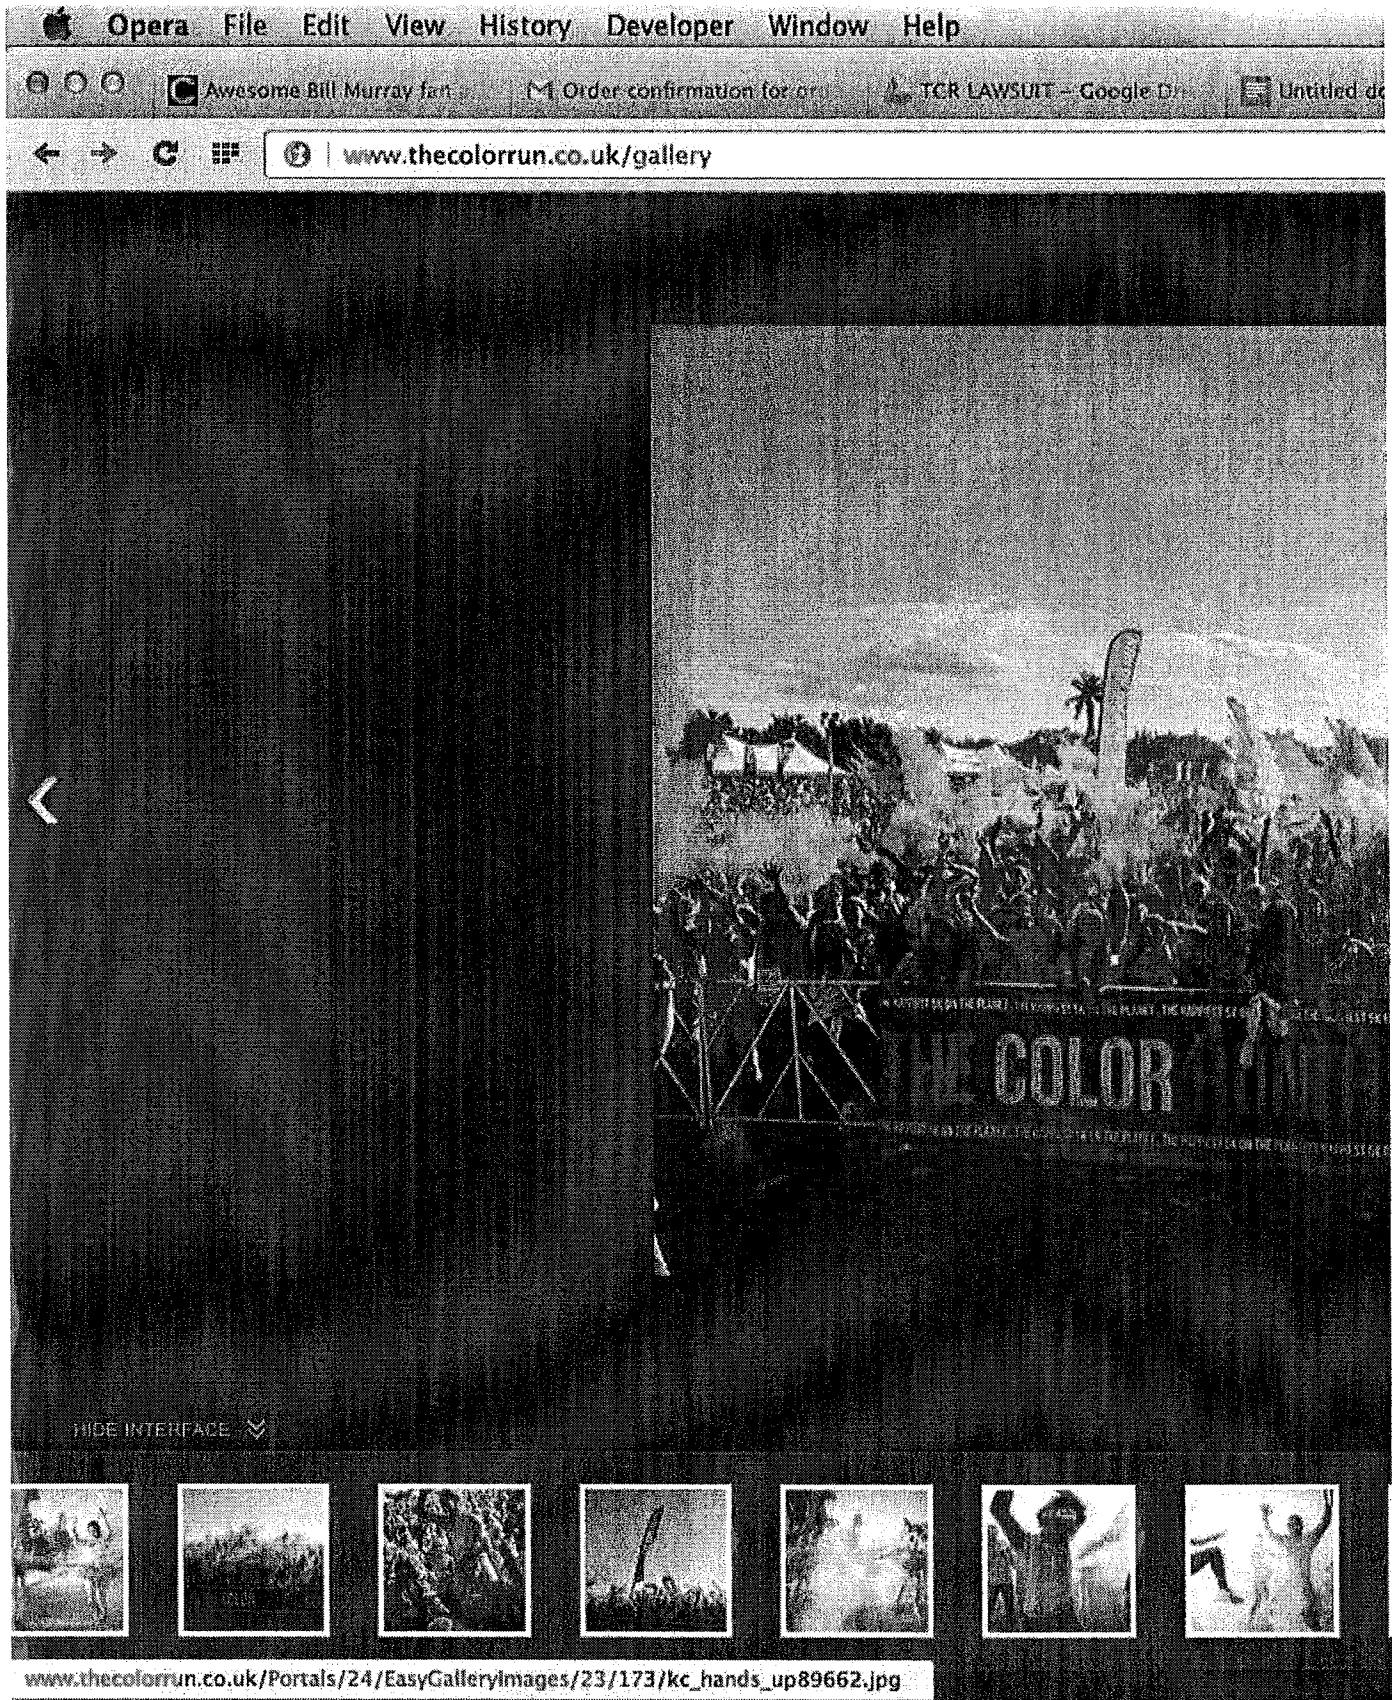 Opera File Edit View History Developer Window Help
Awesome Bill Murray fan Order confirmation for TCR LAWSUIT – Google Untitled
www.thecolorrun.co.uk/gallery
THE COLOR
HIDE INTERFACE
www.thecolorrun.co.uk/Portals/24/EasyGalleryImages/23/173/kc_hands_up89662.jpg